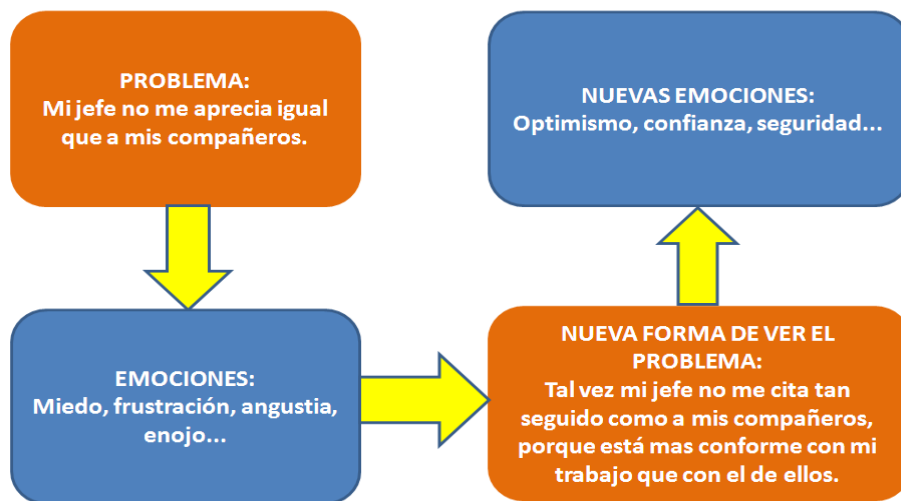 PROBLEMA:
Mi jefe no me aprecia igual
que a mis compañeros.
EMOCIONES:
Miedo, frustración, angustia,
enojo...
NUEVA FORMA DE VER EL
PROBLEMA:
Tal vez mi jefe no me cita tan
seguido como a mis compañeros,
porque está mas conforme con mi
trabajo que con el de ellos.
NUEVAS EMOCIONES:
Optimismo, confianza, seguridad...